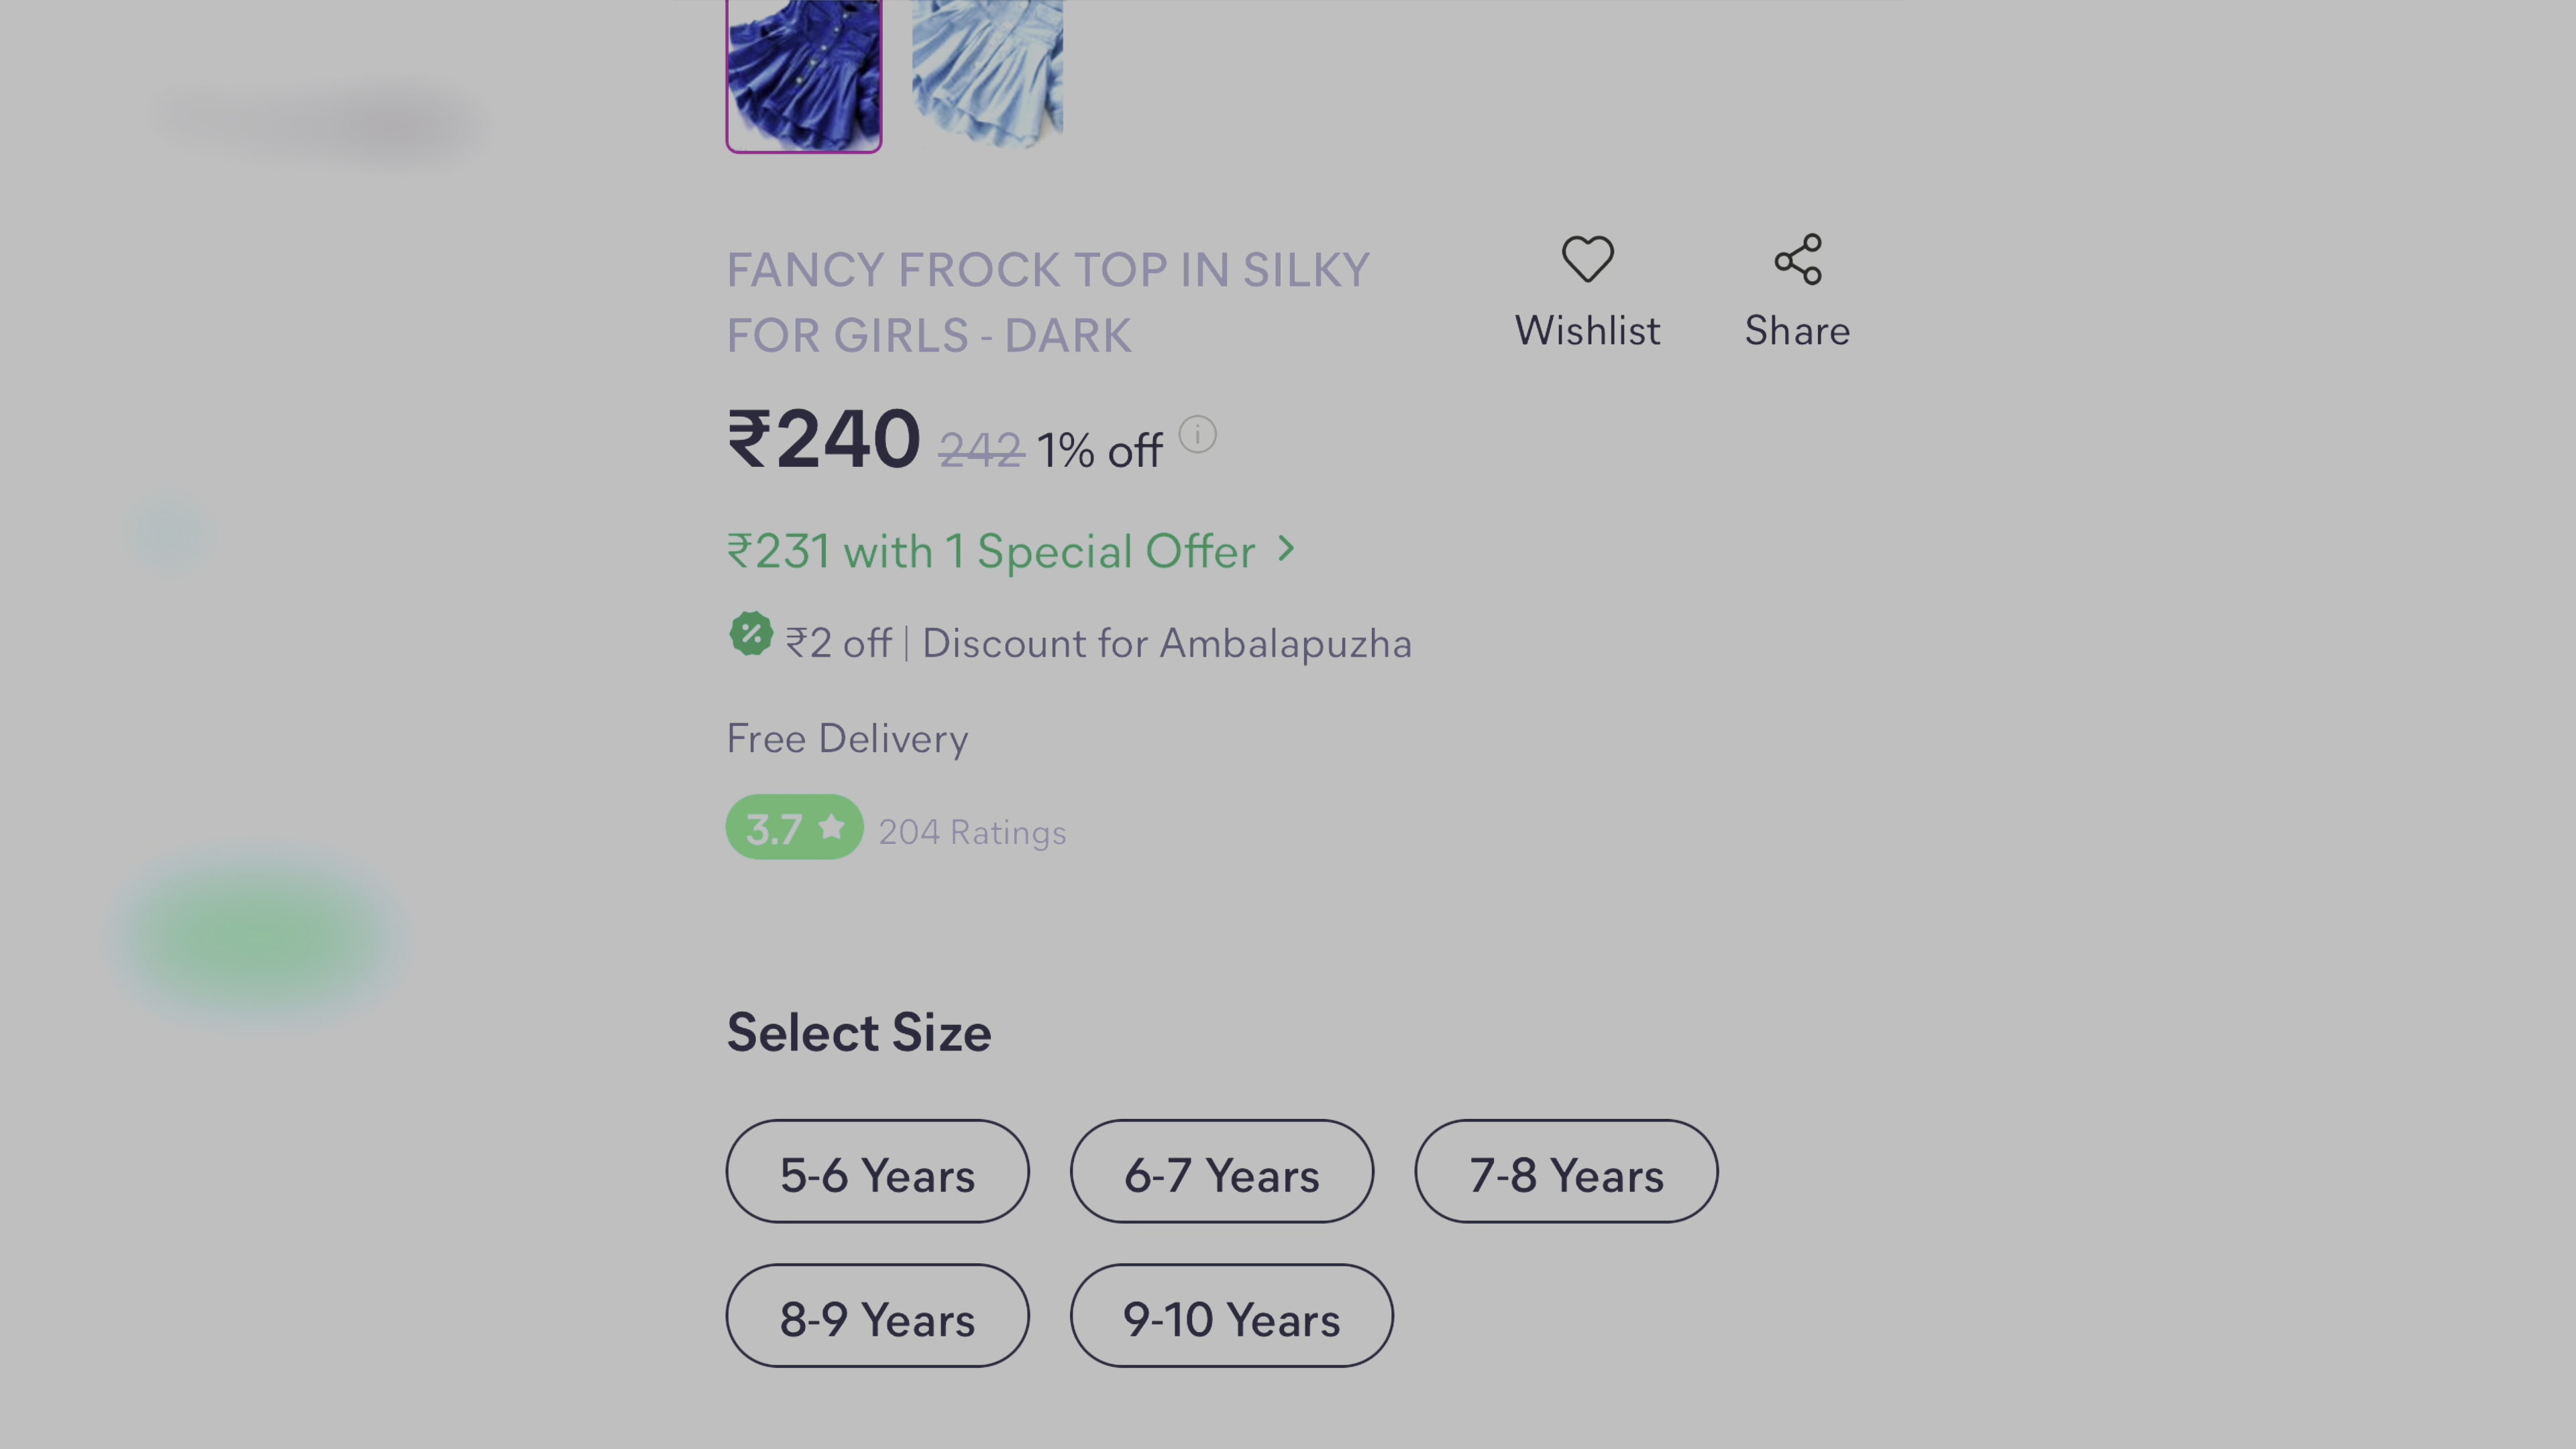 FANCY FROCK TOP IN SILKY
FOR GIRLS - DARK
Wishlist
Share
₹240 242 1% off
₹231 with 1 Special Offer
₹2 off | Discount for Ambalapuzha
Free Delivery
3.7 ★ 204 Ratings
Select Size
5-6 Years
6-7 Years
7-8 Years
8-9 Years
9-10 Years